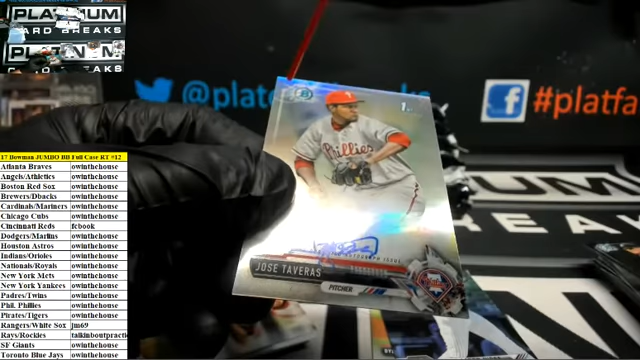 PLATINUM
CARD BREAKS
17 Bowman JUMBO BB Full Case RT #12
Atlanta Braves owinthehouse
Angels/Athletics owinthehouse
Boston Red Sox owinthehouse
Brewers/Dbacks owinthehouse
Cardinals/Mariners owinthehouse
Chicago Cubs owinthehouse
Cincinnati Reds fcbook
Dodgers/Marlins owinthehouse
Houston Astros owinthehouse
Indians/Orioles owinthehouse
Nationals/Royals owinthehouse
New York Mets owinthehouse
New York Yankees owinthehouse
Padres/Twins owinthehouse
Phil. Phillies owinthehouse
Pirates/Tigers owinthehouse
Rangers/White Sox jm69
Rays/Rockies talkinboutpractic
SF Giants owinthehouse
Toronto Blue Jays owinthehouse
#platfa
Phillies
JOSE TAVERAS
PITCHER
BREAK